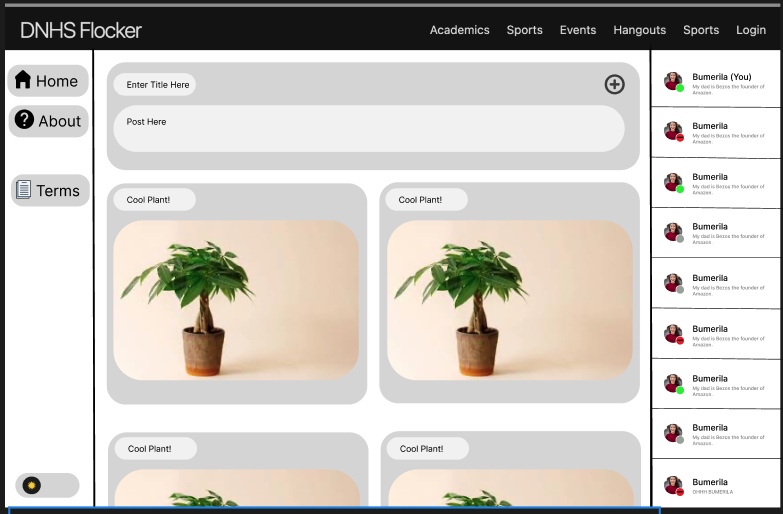 DNHS Flocker
Academics
Sports
Events
Hangouts
Sports
Login
Home
About
Terms
Enter Title Here
Post Here
Cool Plant!
Cool Plant!
Cool Plant!
Cool Plant!
Bumerila (You)
My dad is Bezos the founder of
Amazon.
Bumerila
My dad is Bezos the founder of
Amazon.
Bumerila
My dad is Bezos the founder of
Amazon.
Bumerila
My dad is Bezos the founder of
Amazon.
Bumerila
My dad is Bezos the founder of
Amazon.
Bumerila
My dad is Bezos the founder of
Amazon.
Bumerila
My dad is Bezos the founder of
Amazon.
Bumerila
My dad is Bezos the founder of
Amazon.
Bumerila
OHHH BUMERILA